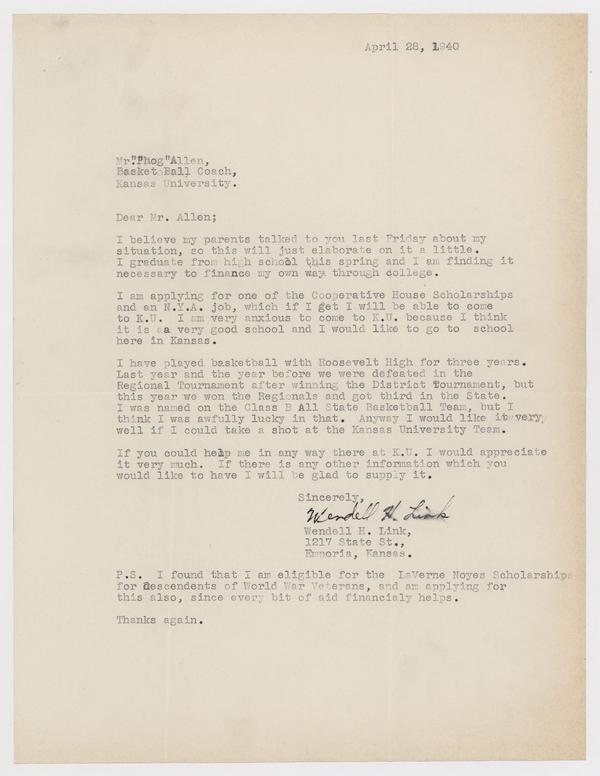 April 28, 1940
Mr."Phog"Allen,
Basket Ball Coach,
Kansas University.
Dear Mr. Allen;
I believe my parents talked to you last Friday about my
situation, so this will just elaborate on it a little.
I graduate from high school this spring and I am finding it
necessary to finance my own way through college.
I am applying for one of the Cooperative House Scholarships
and an N.Y.A. job, which if I get I will be able to come
to K.U.  I am very anxious to come to K.U. because I think
it is aa very good school and I would like to go to  school
here in Kansas.
I have played basketball with Roosevelt High for three years.
Last year and the year before we were defeated in the
Regional Tournament after winning the District Tournament, but
this year we won the Regionals and got third in the State.
I was named on the Class B All State Basketball Team, but I
think I was awfully lucky in that.  Anyway I would like it very
well if I could take a shot at the Kansas University Team.
If you could help me in any way there at K.U. I would appreciate
it very much.  If there is any other information which you
would like to have I will be glad to supply it.
Sincerely,
Wendell H. Link
Wendell H. Link,
1217 State St.,
Emporia, Kansas.
P.S.  I found that I am eligible for the  LaVerne Noyes Scholarships
for descendents of World War Veterans, and am applying for
this also, since every bit of aid financialy helps.
Thanks again.